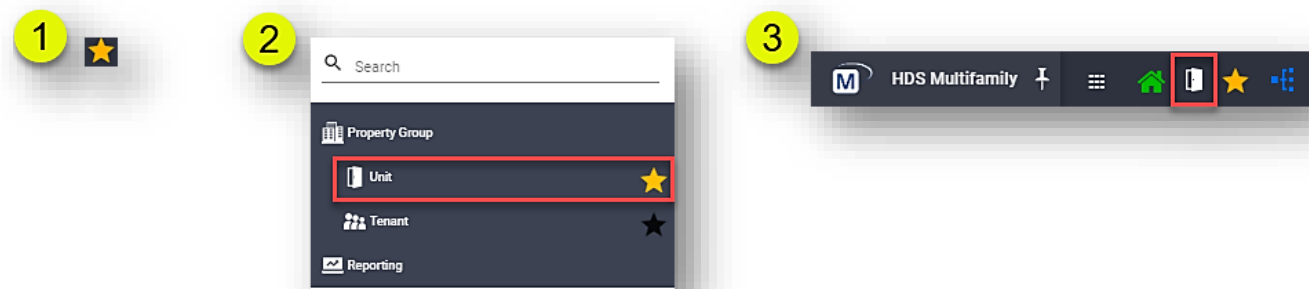 1
2
Search
Property Group
Unit
Tenant
Reporting
3
M HDS Multifamily